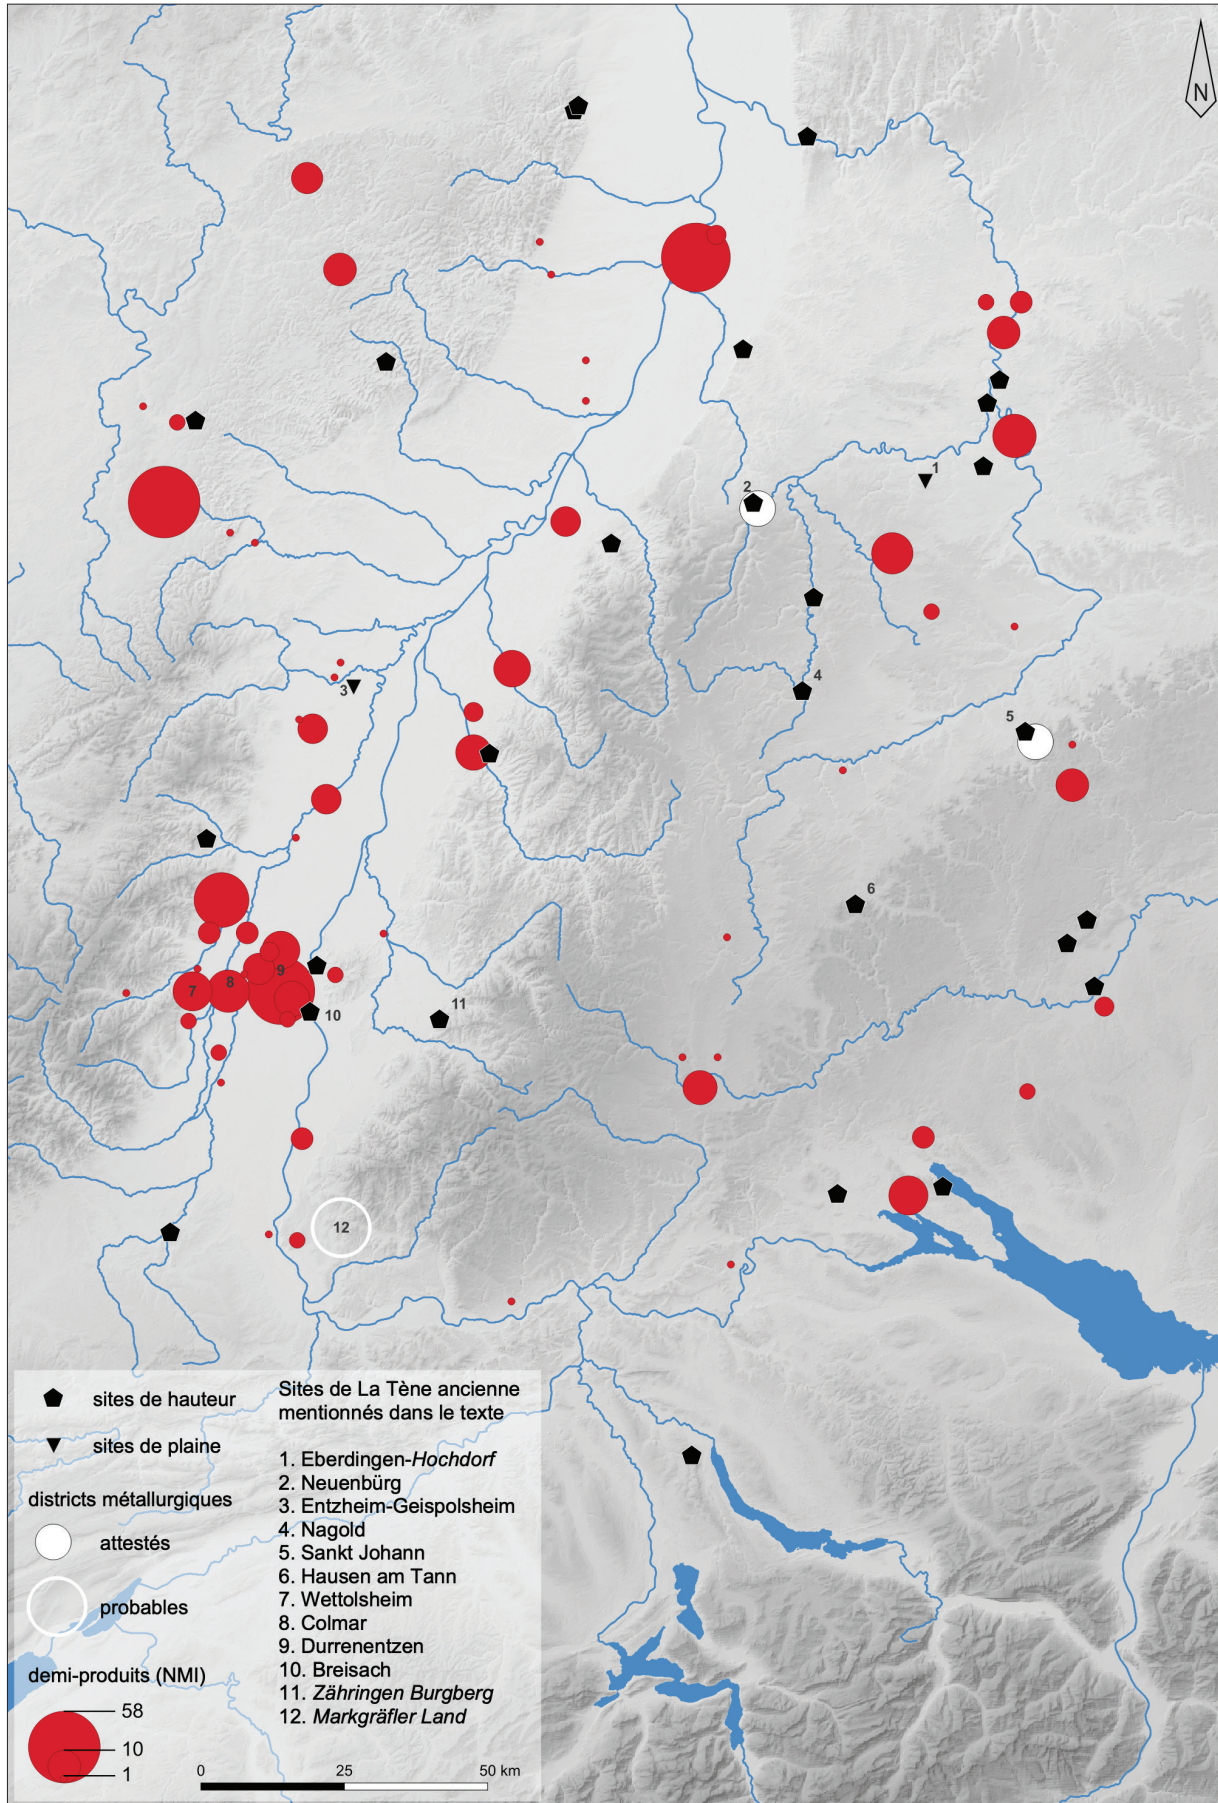 N
1
2
3
4
5
6
7
8
9
10
11
12
sites de hauteur
sites de plaine
districts métallurgiques
attestés
probables
demi-produits (NMI)
58
10
1
Sites de La Tène ancienne
mentionnés dans le texte
1. Eberdingen-Hochdorf
2. Neuenbürg
3. Entzheim-Geispolsheim
4. Nagold
5. Sankt Johann
6. Hausen am Tann
7. Wettolsheim
8. Colmar
9. Durrenentzen
10. Breisach
11. Zähringen Burgberg
12. Markgräfler Land
0 25 50 km